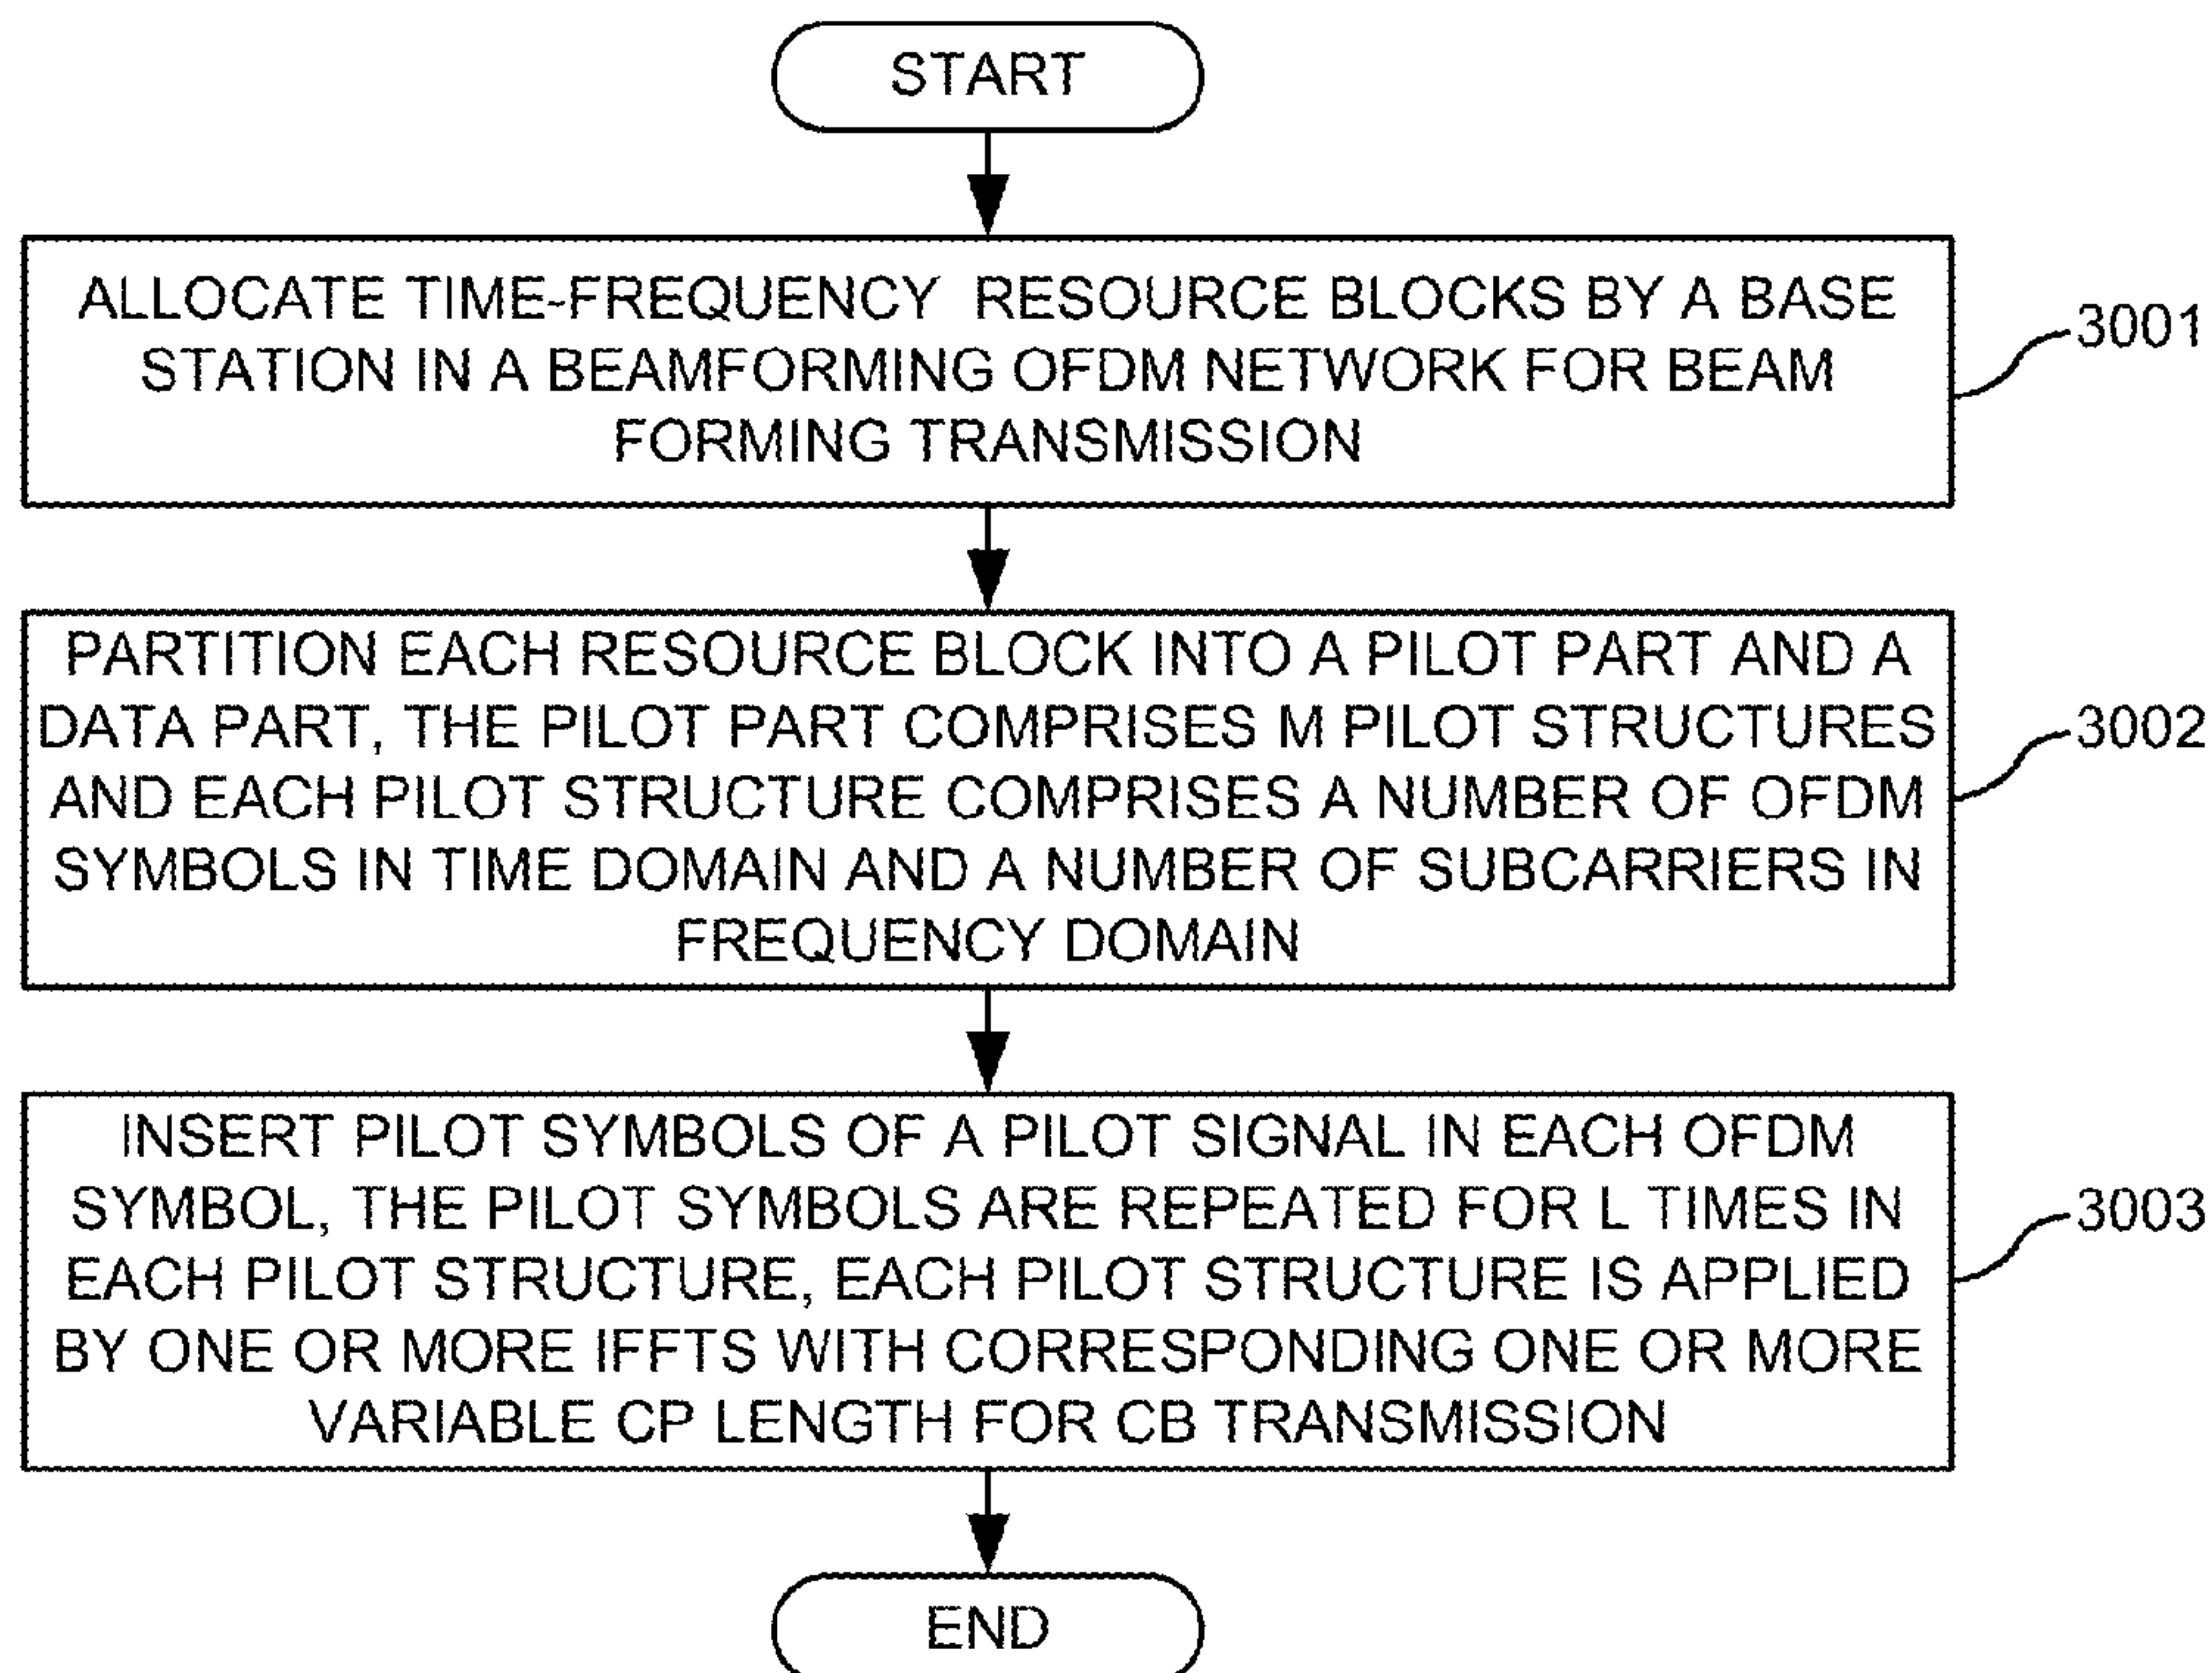 START
ALLOCATE TIME-FREQUENCY RESOURCE BLOCKS BY A BASE
STATION IN A BEAMFORMING OFDM NETWORK FOR BEAM
FORMING TRANSMISSION
3001
PARTITION EACH RESOURCE BLOCK INTO A PILOT PART AND A
DATA PART, THE PILOT PART COMPRISES M PILOT STRUCTURES
AND EACH PILOT STRUCTURE COMPRISES A NUMBER OF OFDM
SYMBOLS IN TIME DOMAIN AND A NUMBER OF SUBCARRIERS IN
FREQUENCY DOMAIN
3002
INSERT PILOT SYMBOLS OF A PILOT SIGNAL IN EACH OFDM
SYMBOL, THE PILOT SYMBOLS ARE REPEATED FOR L TIMES IN
EACH PILOT STRUCTURE, EACH PILOT STRUCTURE IS APPLIED
BY ONE OR MORE IFFTS WITH CORRESPONDING ONE OR MORE
VARIABLE CP LENGTH FOR CB TRANSMISSION
3003
END